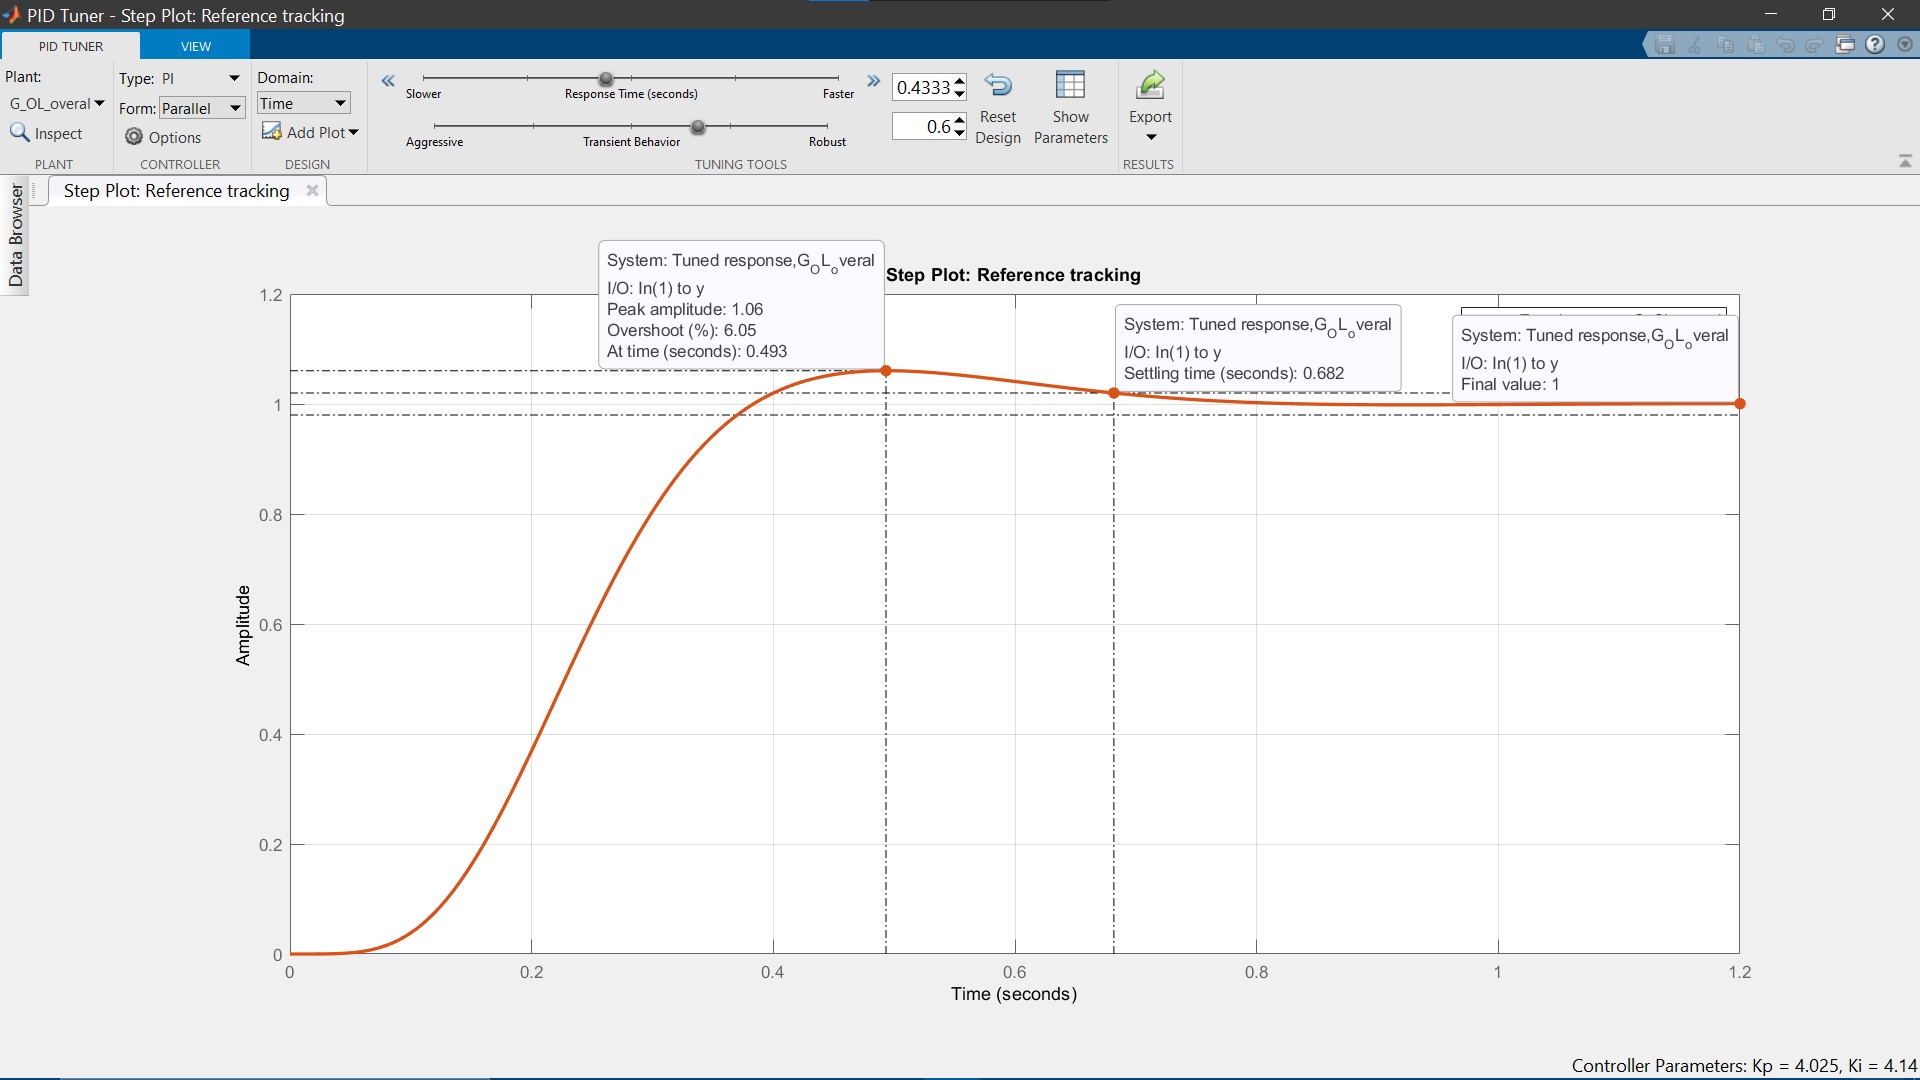 PID Tuner - Step Plot: Reference tracking
PID TUNER
VIEW
Plant:
G_OL_overal
Inspect
PLANT
Type: PI
Form: Parallel
Options
CONTROLLER
Domain:
Time
Add Plot
DESIGN
Slower
Response Time (seconds)
Faster
0.4333
Aggressive
Transient Behavior
Robust
0.6
Reset
Design
Show
Parameters
TUNING TOOLS
Export
RESULTS
Data Browser
Step Plot: Reference tracking
Step Plot: Reference tracking
System: Tuned response,GOLoveral
I/O: In(1) to y
Peak amplitude: 1.06
Overshoot (%): 6.05
At time (seconds): 0.493
System: Tuned response,GOLoveral
I/O: In(1) to y
Settling time (seconds): 0.682
System: Tuned response,GOLoveral
I/O: In(1) to y
Final value: 1
1.2
1
0.8
0.6
0.4
0.2
0
Amplitude
0
0.2
0.4
0.6
0.8
1
1.2
Time (seconds)
Controller Parameters: Kp = 4.025, Ki = 4.14